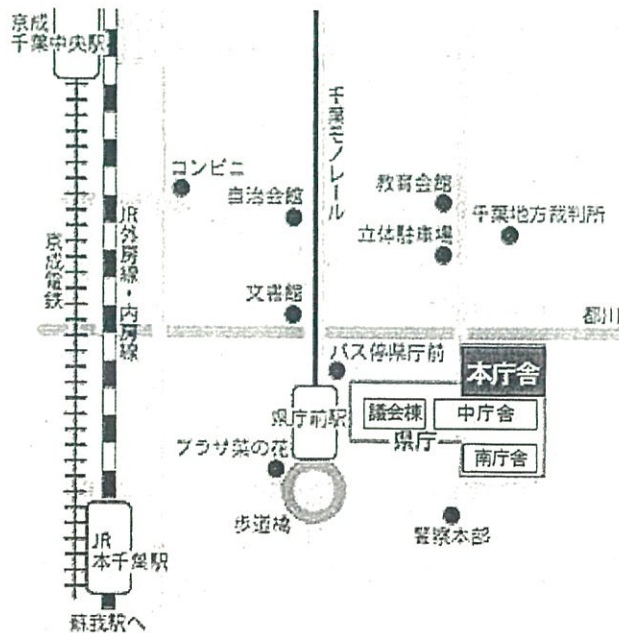 京成
千葉中央駅
千葉モノレール
コンビニ
自治会館
教育会館
千葉地方裁判所
立体駐車場
JR外房線・内房線
京成電鉄
文書館
都川
バス停県庁前
本庁舎
県庁前駅
議会棟
中庁舎
県庁
プラザ菜の花
南庁舎
歩道橋
警察本部
JR
本千葉駅
蘇我駅へ